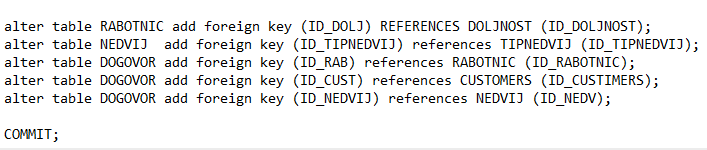 alter table RABOTNIC add foreign key (ID_DOLJ) REFERENCES DOLJNOST (ID_DOLJNOST);
alter table NEDVIJ  add foreign key (ID_TIPNEDVIJ) references TIPNEDVIJ (ID_TIPNEDVIJ);
alter table DOGOVOR add foreign key (ID_RAB) references RABOTNIC (ID_RABOTNIC);
alter table DOGOVOR add foreign key (ID_CUST) references CUSTOMERS (ID_CUSTIMERS);
alter table DOGOVOR add foreign key (ID_NEDVIJ) references NEDVIJ (ID_NEDV);
COMMIT;